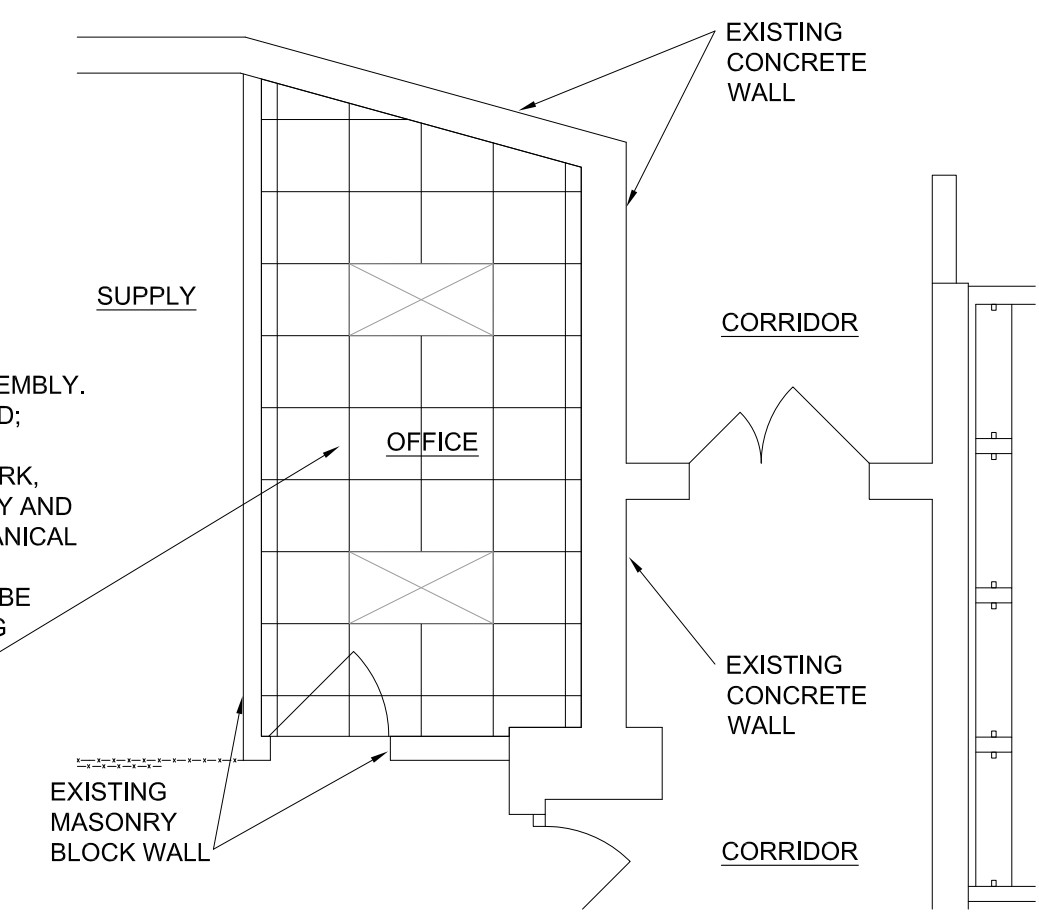 EXISTING
CONCRETE
WALL
SUPPLY
CORRIDOR
EMBLY.
D;
OFFICE
RK,
Y AND
ANICAL
BE
G
EXISTING
CONCRETE
WALL
EXISTING
MASONRY
BLOCK WALL
CORRIDOR